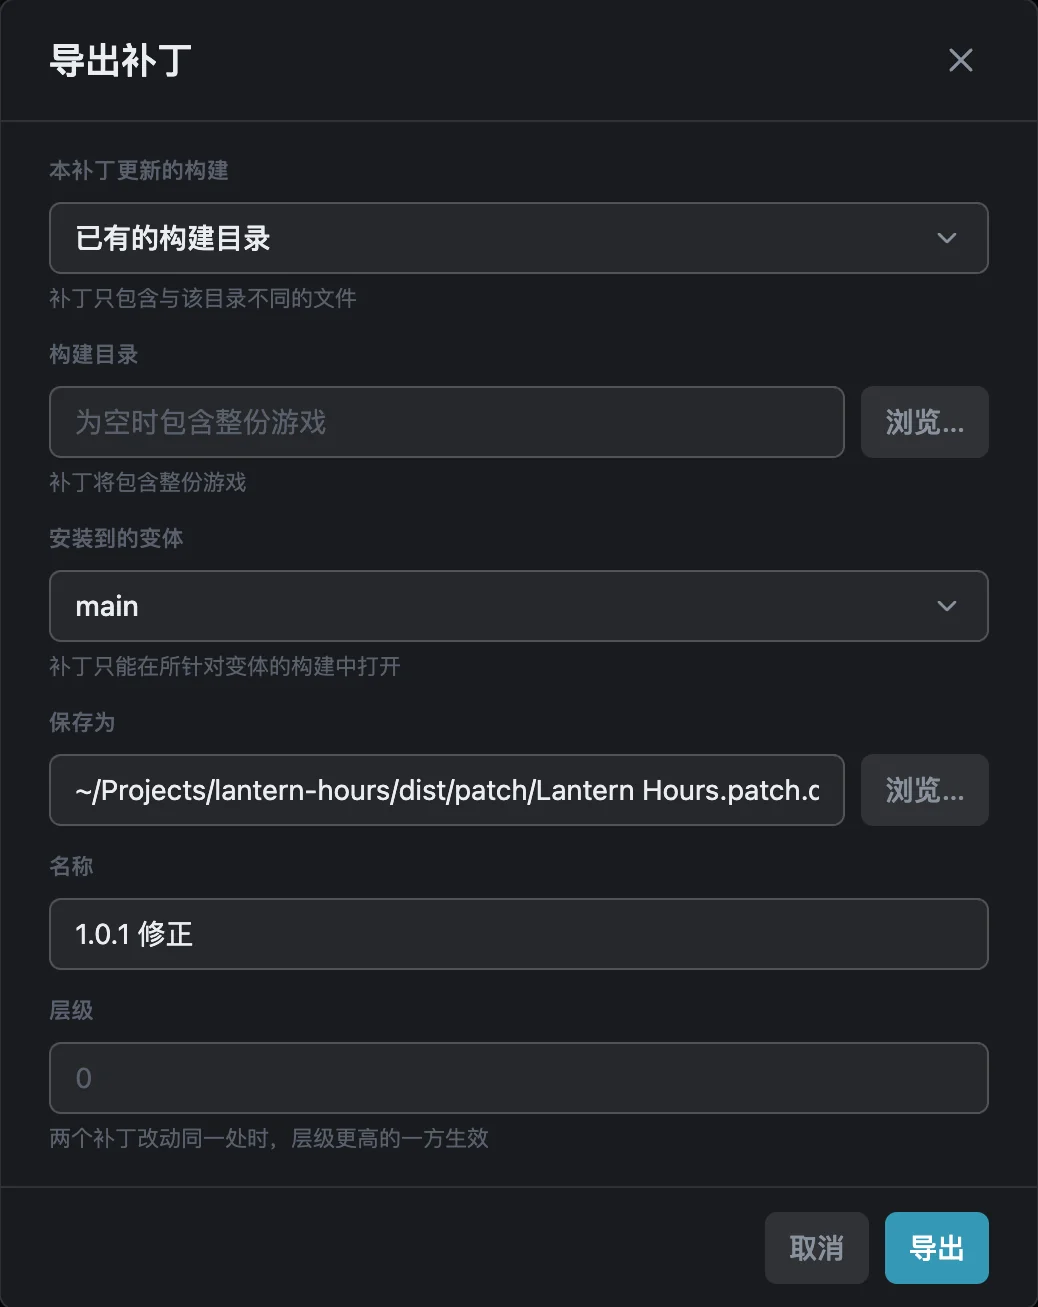 导出补丁
本补丁更新的构建
已有的构建目录
补丁只包含与该目录不同的文件
构建目录
为空时包含整份游戏
浏览...
补丁将包含整份游戏
安装到的变体
main
补丁只能在所针对变体的构建中打开
保存为
~/Projects/lantern-hours/dist/patch/Lantern Hours.patch.c
浏览...
名称
1.0.1 修正
层级
0
两个补丁改动同一处时，层级更高的一方生效
取消
导出